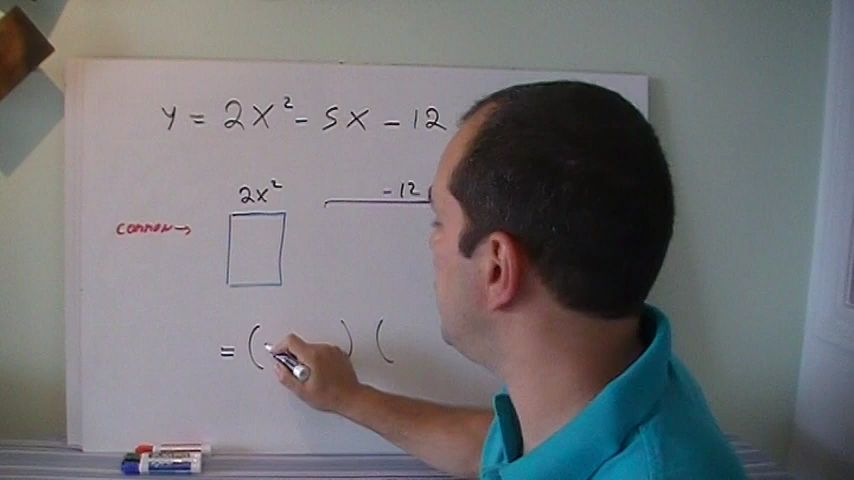 y = 2x² - 5x - 12
2x² -12
common →
= ( ) (